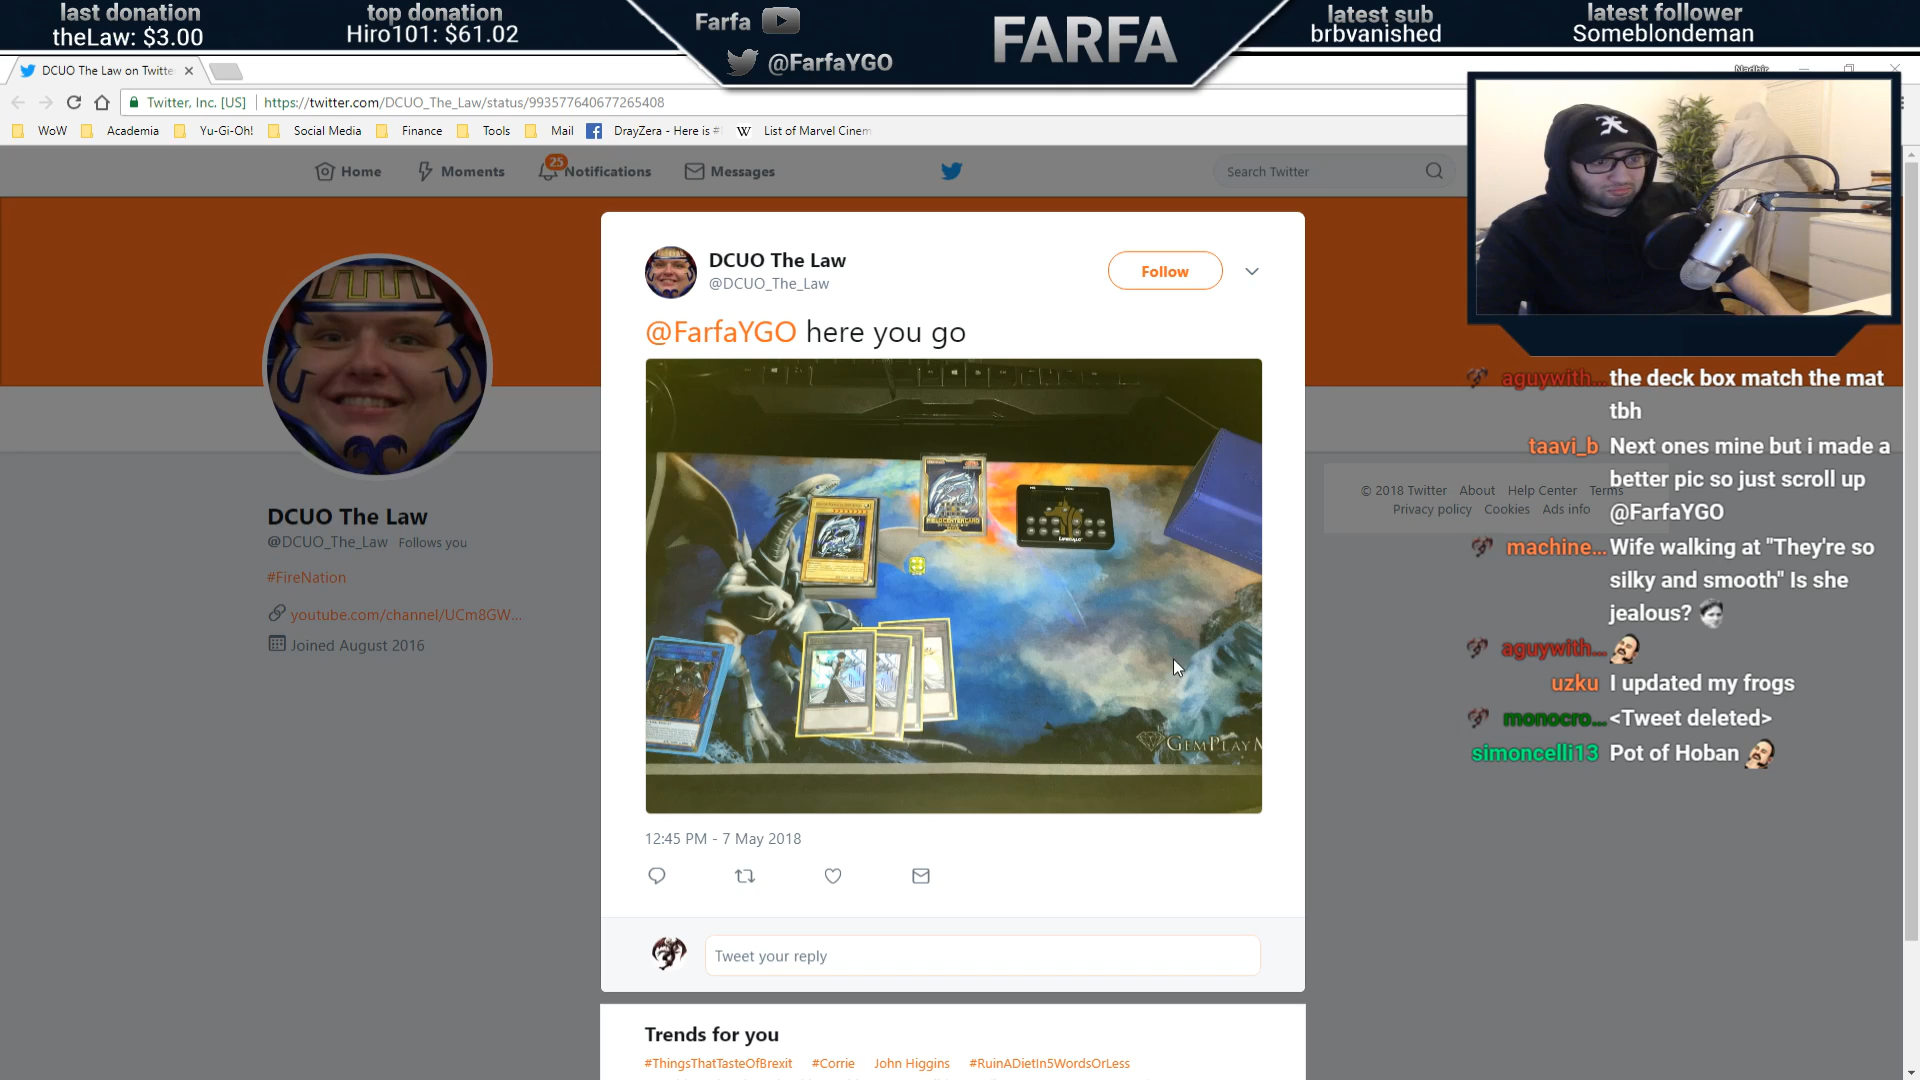 last donation
theLaw: $3.00
top donation
Hiro101: $61.02
Farfa
@FarfaYGO
FARFA
latest sub
brbvanished
latest follower
Someblondeman
DCUO The Law on Twitte
Twitter, Inc. [US]
https://twitter.com/DCUO_The_Law/status/993577640677265408
WoW
Academia
Yu-Gi-Oh!
Social Media
Finance
Tools
Mail
DrayZera - Here is #
W List of Marvel Cinem
Home
Moments
25
Notifications
Messages
Search Twitter
DCUO The Law
@DCUO_The_Law
Follow
@FarfaYGO here you go
FIELD CENTER CARD
GEMPLAYM
12:45 PM - 7 May 2018
Tweet your reply
Trends for you
#ThingsThatTasteOfBrexit #Corrie John Higgins #RuinADietIn5WordsOrLess
DCUO The Law
@DCUO_The_Law Follows you
#FireNation
youtube.com/channel/UCm8GW...
Joined August 2016
© 2018 Twitter About Help Center Terms
Privacy policy Cookies Ads info
aguywith... the deck box match the mat
tbh
taavi_b Next ones mine but i made a
better pic so just scroll up
@FarfaYGO
machine... Wife walking at "They're so
silky and smooth" Is she
jealous?
aguywith...
uzku I updated my frogs
monocro... <Tweet deleted>
simoncelli13 Pot of Hoban